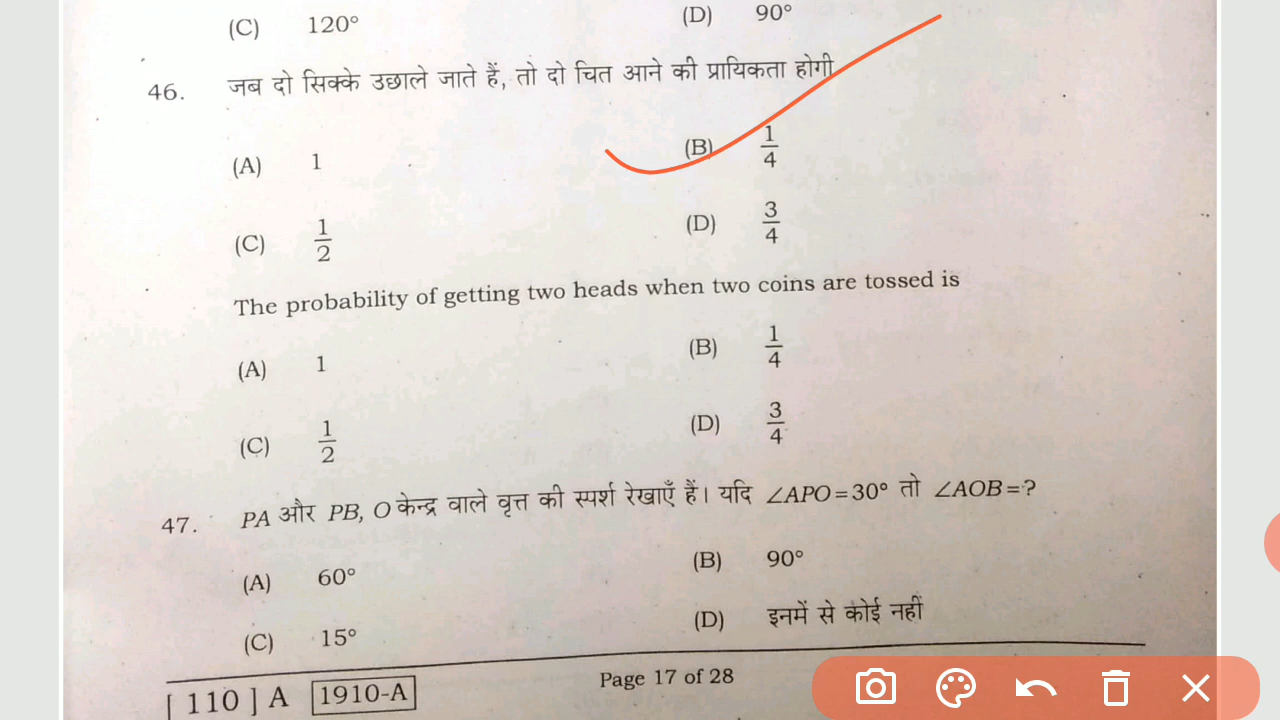 (C) 120° (D) 90°
46. जब दो सिक्के उछाले जाते हैं, तो दो चित आने की प्रायिकता होगी
(A) 1 (B) 1/4
(C) 1/2 (D) 3/4
The probability of getting two heads when two coins are tossed is
(A) 1 (B) 1/4
(C) 1/2 (D) 3/4
47. PA और PB, O केन्द्र वाले वृत्त की स्पर्श रेखाएँ हैं। यदि ∠APO=30° तो ∠AOB=?
(A) 60° (B) 90°
(C) 15° (D) इनमें से कोई नहीं
[ 110 ] A 1910-A Page 17 of 28